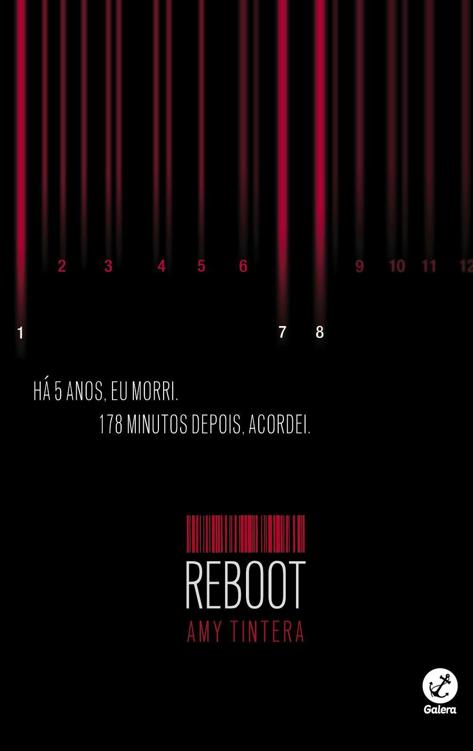 2 3 4 5 6 9 10 11 12
1 7 8
HÁ 5 ANOS, EU MORRI.
178 MINUTOS DEPOIS, ACORDEI.
REBOOT
AMY TINTERA
Galera